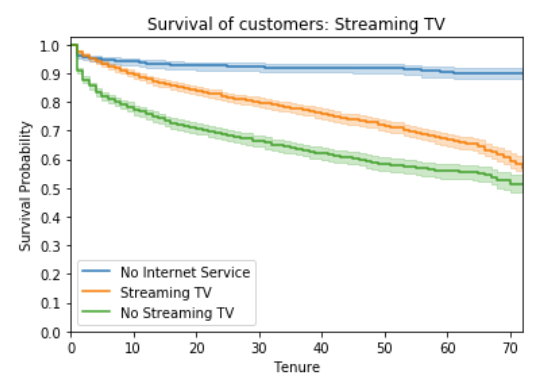 Survival of customers: Streaming TV
Survival Probability
1.0
0.9
0.8
0.7
0.6
0.5
0.4
0.3
0.2
0.1
0.0
No Internet Service
Streaming TV
No Streaming TV
0 10 20 30 40 50 60 70
Tenure